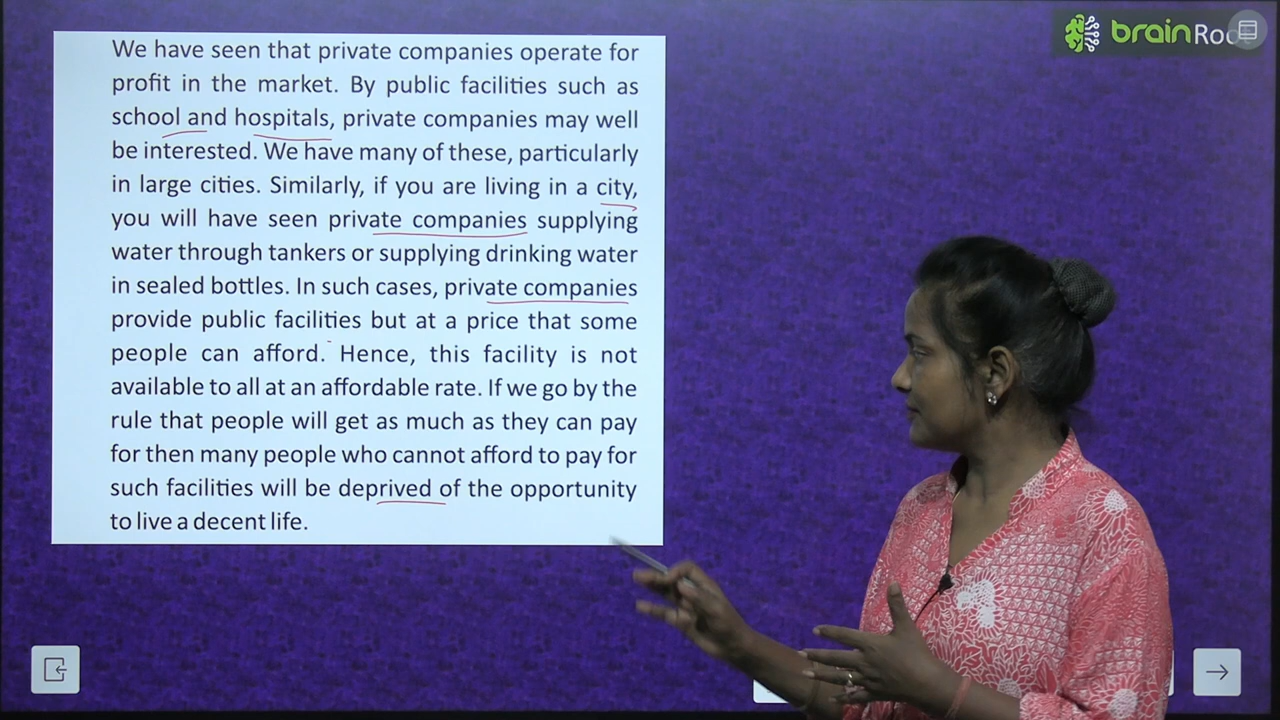 brainRoot
We have seen that private companies operate for
profit in the market. By public facilities such as
school and hospitals, private companies may well
be interested. We have many of these, particularly
in large cities. Similarly, if you are living in a city,
you will have seen private companies supplying
water through tankers or supplying drinking water
in sealed bottles. In such cases, private companies
provide public facilities but at a price that some
people can afford. Hence, this facility is not
available to all at an affordable rate. If we go by the
rule that people will get as much as they can pay
for then many people who cannot afford to pay for
such facilities will be deprived of the opportunity
to live a decent life.